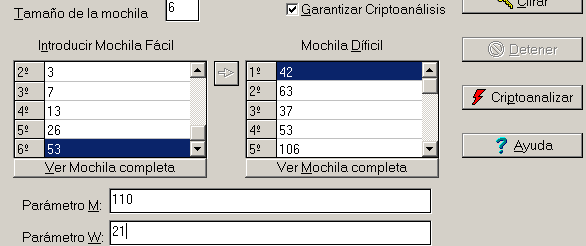 Tamaño de la mochila 6 Garantizar Criptoanálisis Cifrar
Introducir Mochila Fácil Mochila Difícil Detener
2º 3 1º 42
3º 7 2º 63
4º 13 3º 37 Criptoanalizar
5º 26 4º 53
6º 53 5º 106 Ayuda
Ver Mochila completa Ver Mochila completa
Parámetro M: 110
Parámetro W: 21